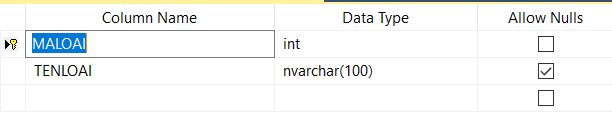 Column Name Data Type Allow Nulls
MALOAI int
TENLOAI nvarchar(100)